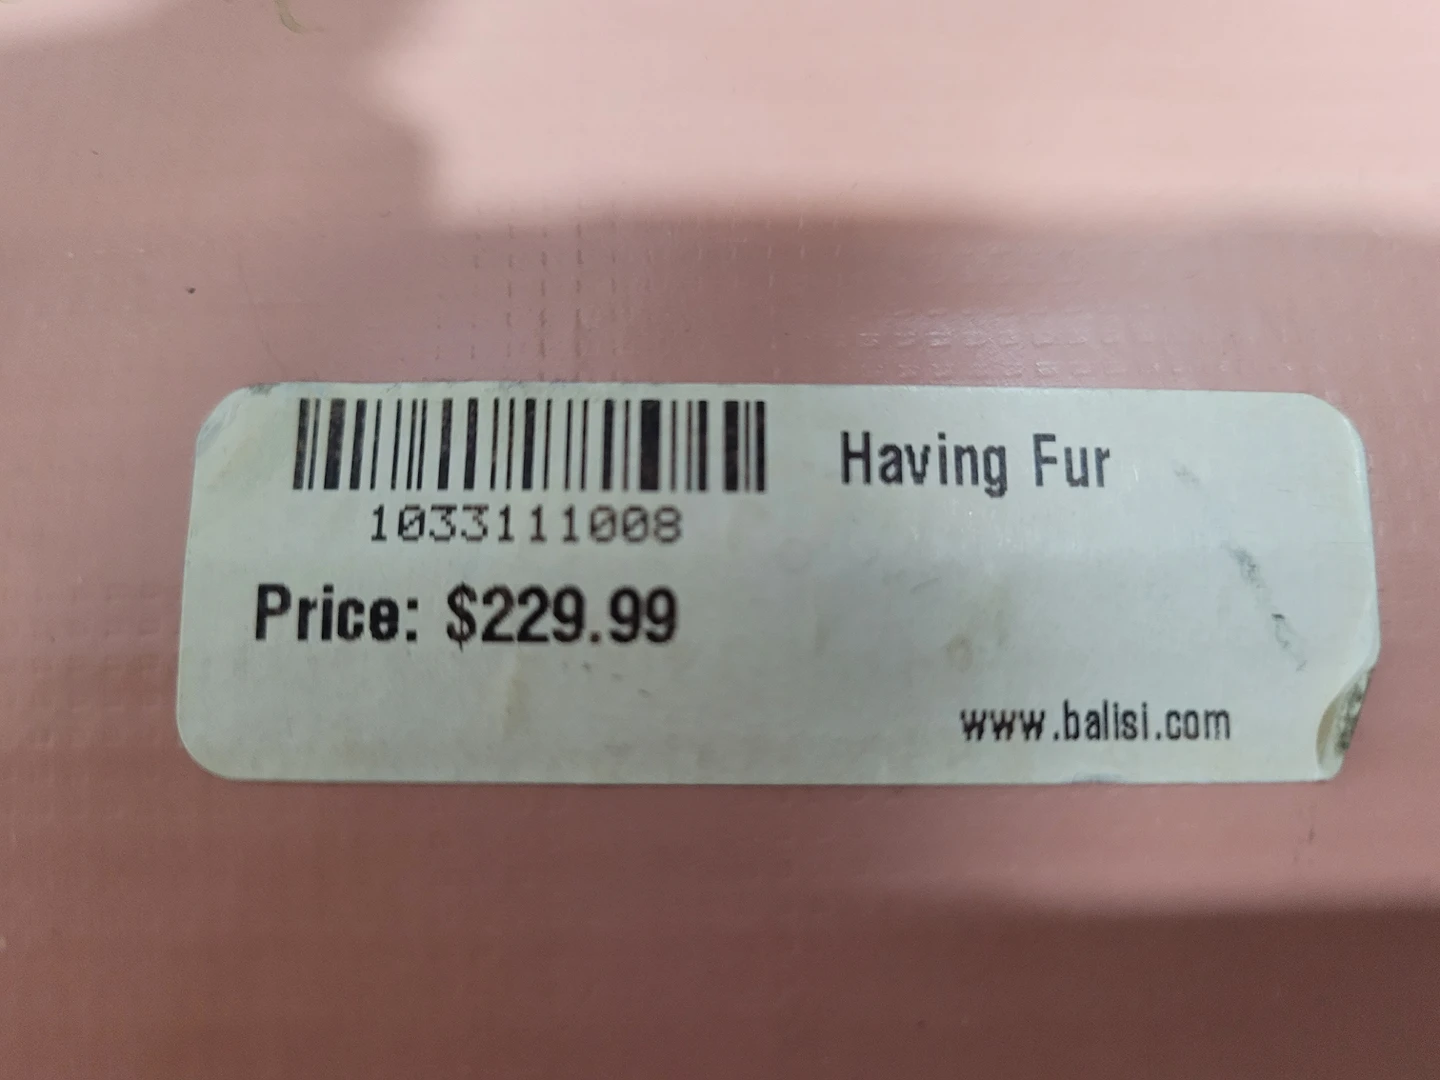 Having Fur
1033111008
Price: $229.99
www.balisi.com